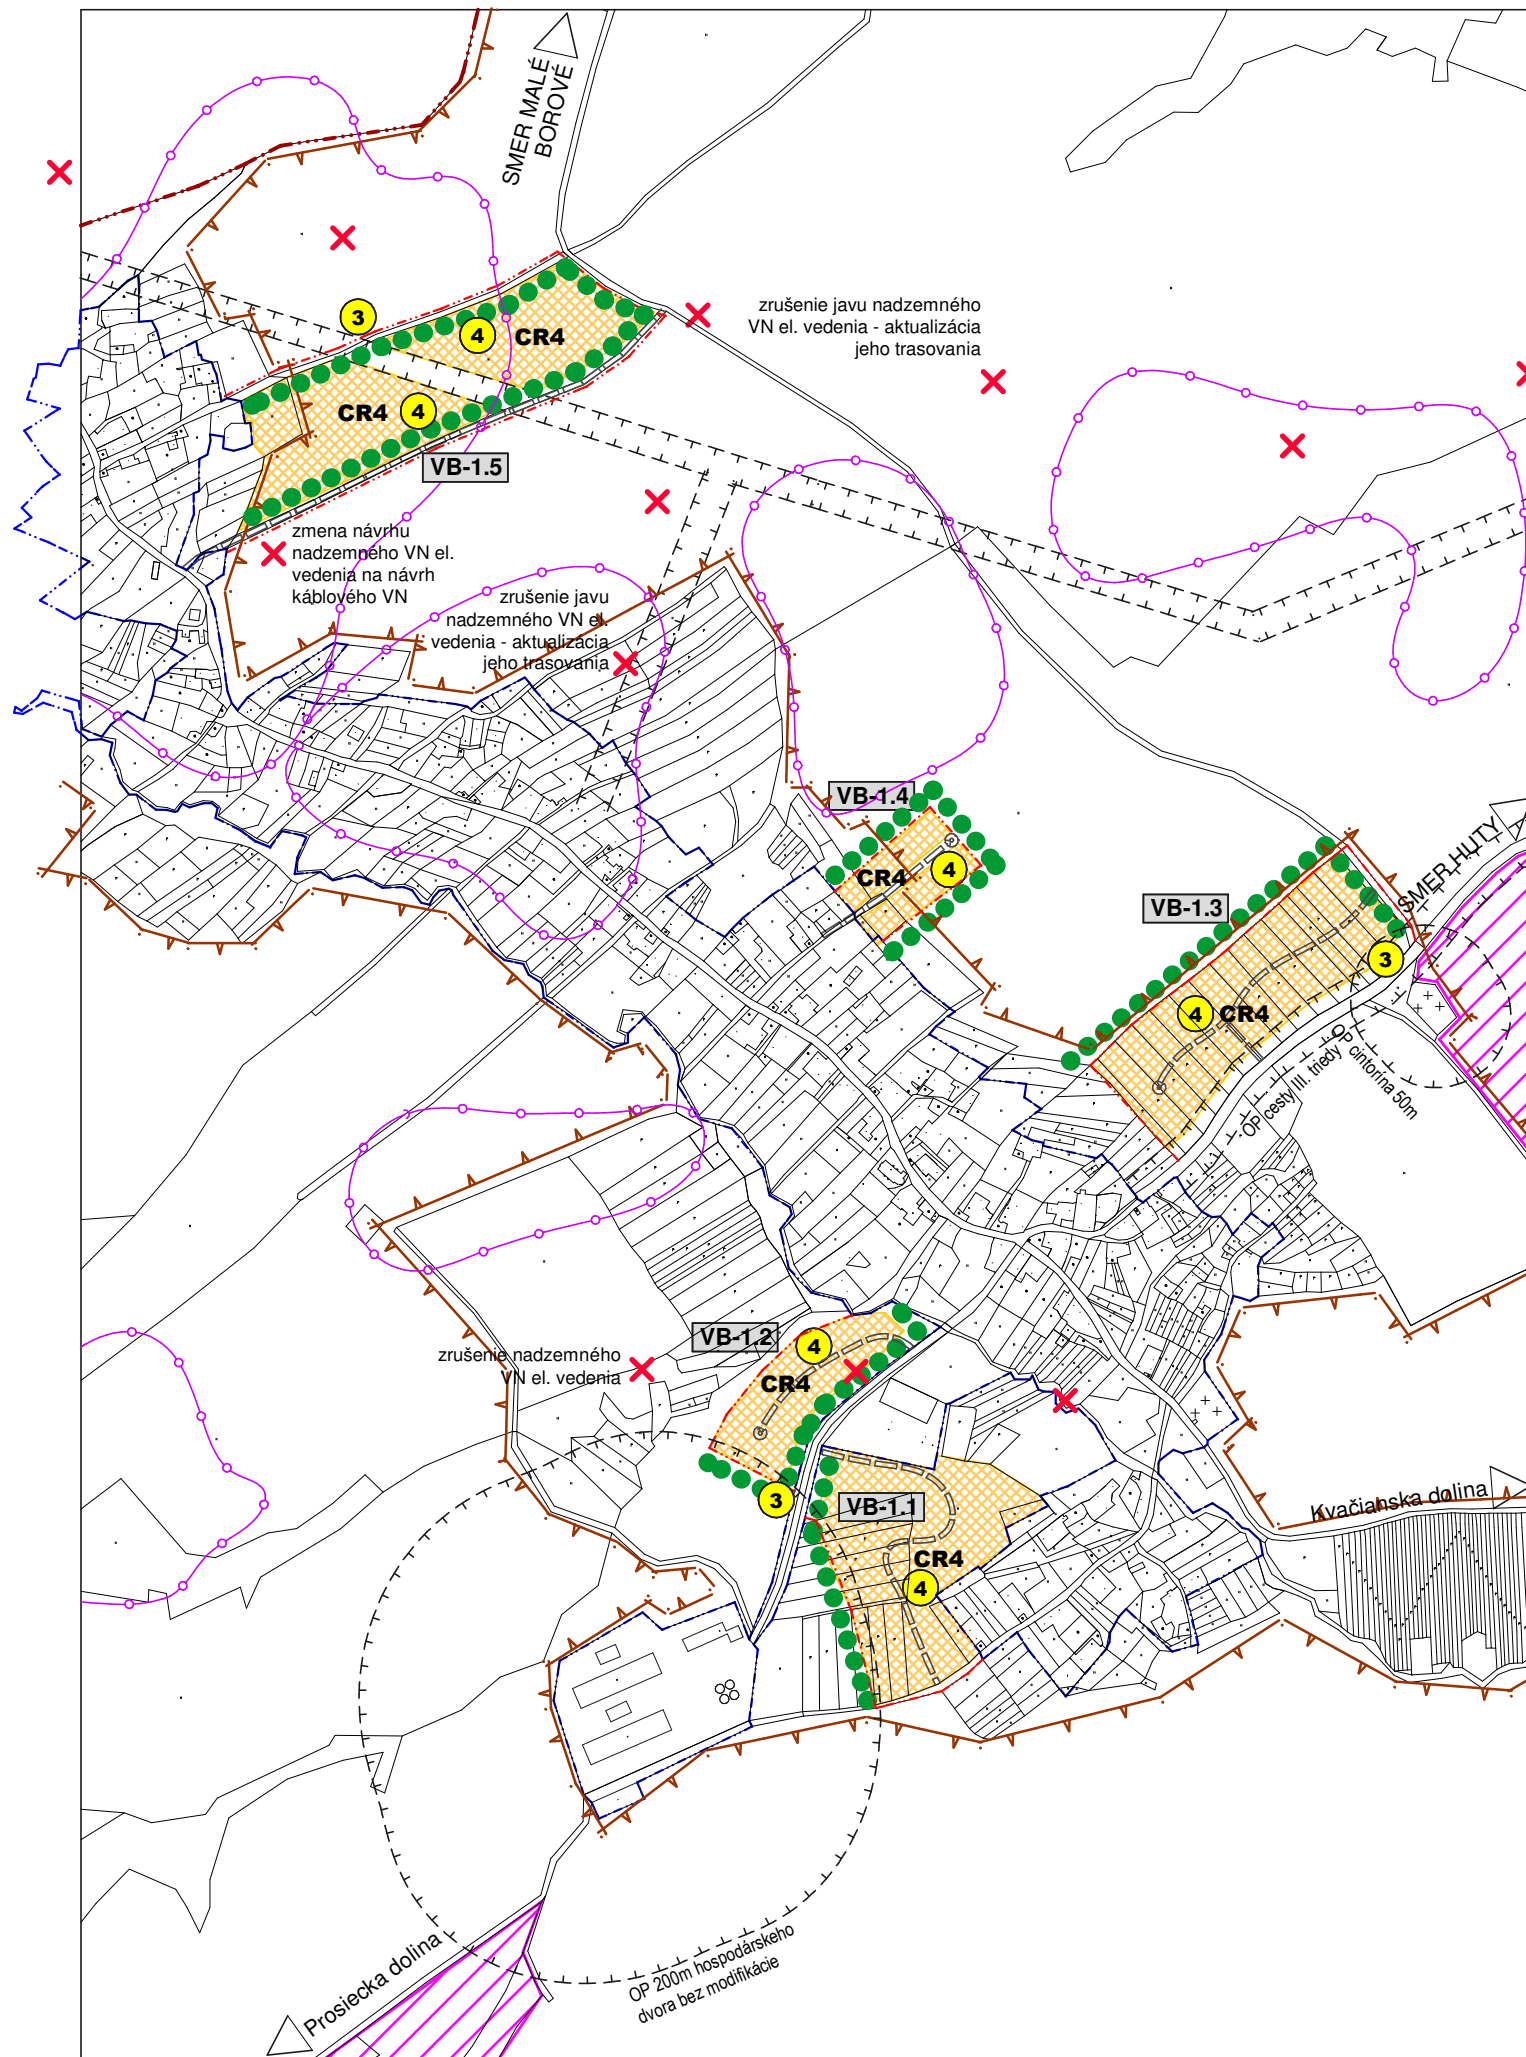 SMER MALÉ
BOROVÉ
3
4
CR4
zrušenie javu nadzemného
VN el. vedenia - aktualizácia
jeho trasovania
CR4
4
VB-1.5
zmena návrhu
nadzemného VN el.
vedenia na návrh
káblového VN
zrušenie javu
nadzemného VN el.
vedenia - aktualizácia
jeho trasovania
VB-1.4
CR4
4
SMER HUTY
VB-1.3
3
4
CR4
OP cesty III. triedy
OP cintorína 50m
VB-1.2
4
zrušenie nadzemného
VN el. vedenia
CR4
3
VB-1.1
CR4
4
Kvačianska dolina
OP 200m hospodárskeho
dvora bez modifikácie
Prosiecka dolina